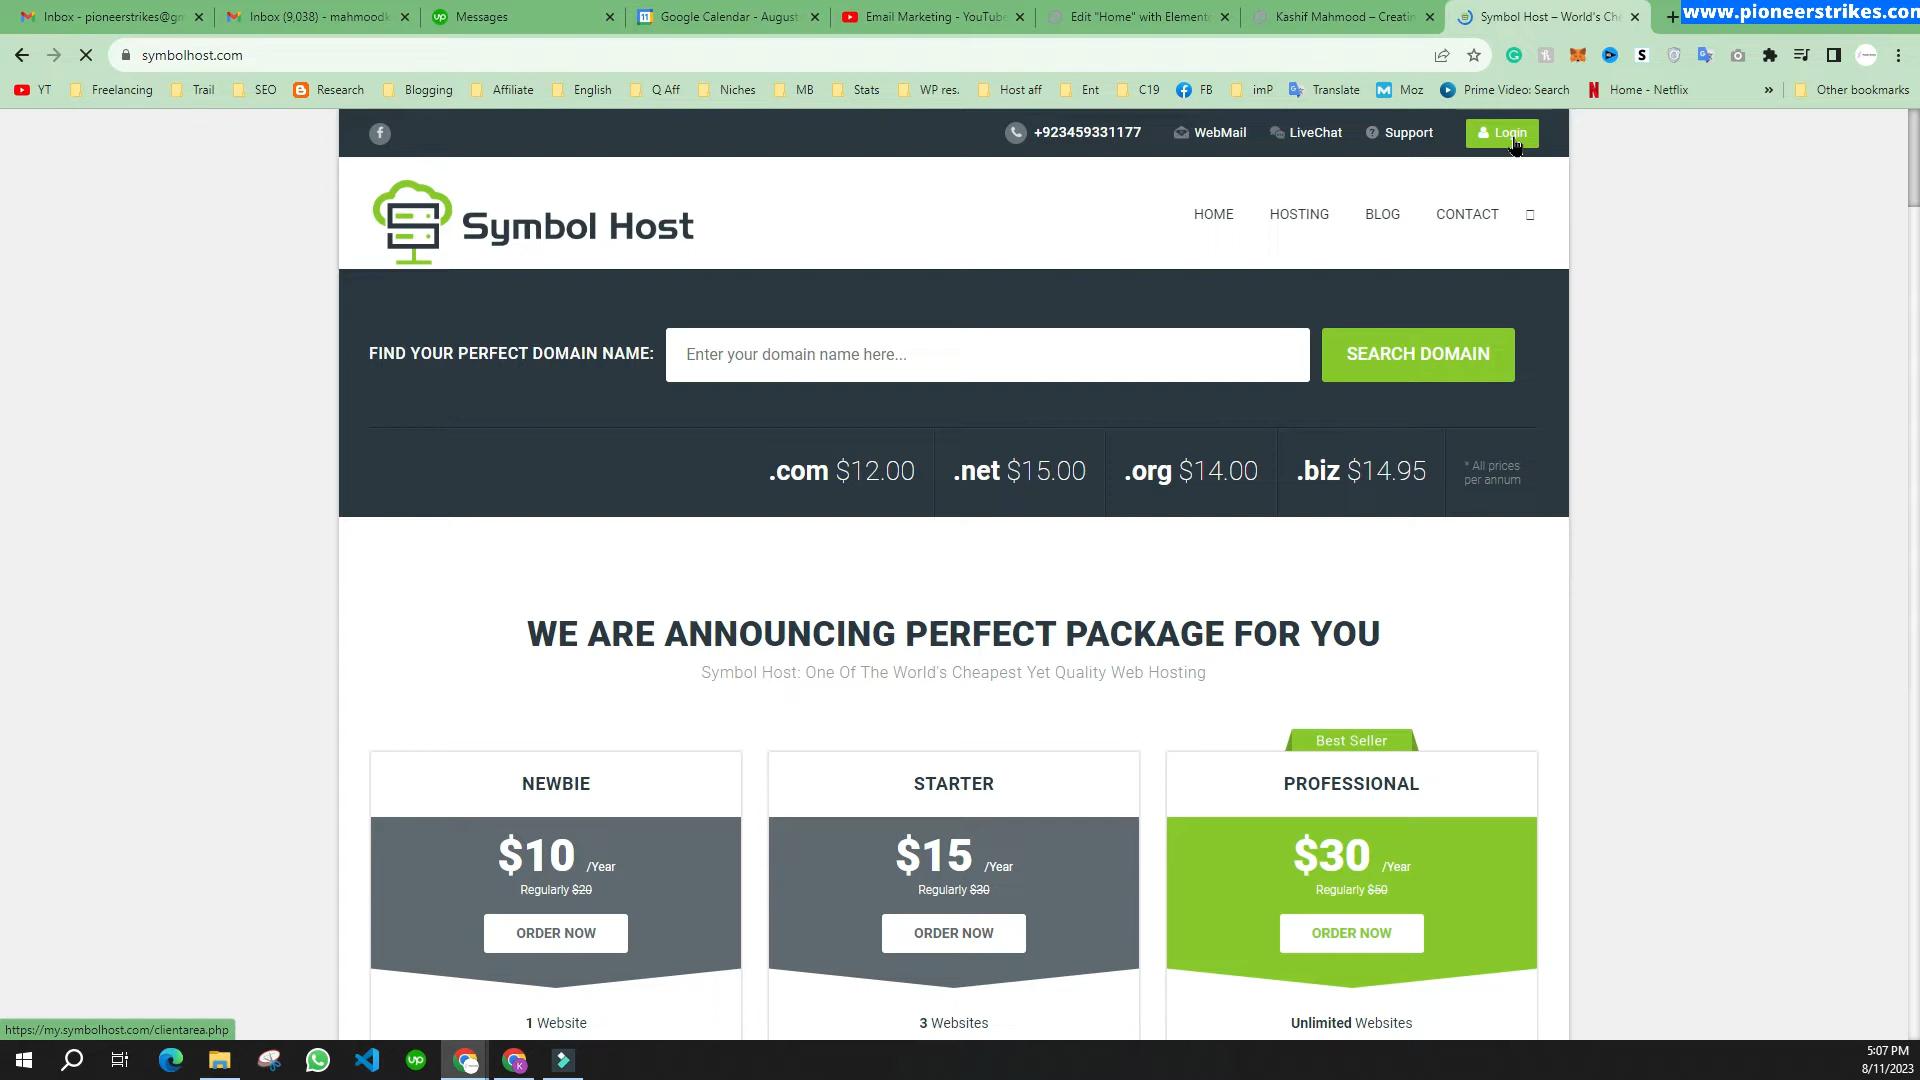 Inbox - pioneerstrikes@gm
Inbox (9,038) - mahmoodk
Messages
Google Calendar - August
Email Marketing - YouTube
Edit "Home" with Element
Kashif Mahmood – Creatin
Symbol Host – World's Ch
www.pioneerstrikes.com
symbolhost.com
YT
Freelancing
Trail
SEO
Research
Blogging
Affiliate
English
Q Aff
Niches
MB
Stats
WP res.
Host aff
Ent
C19
FB
imP
Translate
Moz
Prime Video: Search
Home - Netflix
»
Other bookmarks
+923459331177
WebMail
LiveChat
Support
Login
Symbol Host
HOME
HOSTING
BLOG
CONTACT
FIND YOUR PERFECT DOMAIN NAME:
Enter your domain name here...
SEARCH DOMAIN
.com $12.00
.net $15.00
.org $14.00
.biz $14.95
* All prices
per annum
WE ARE ANNOUNCING PERFECT PACKAGE FOR YOU
Symbol Host: One Of The World's Cheapest Yet Quality Web Hosting
NEWBIE
$10 /Year
Regularly $20
ORDER NOW
1 Website
STARTER
$15 /Year
Regularly $30
ORDER NOW
3 Websites
Best Seller
PROFESSIONAL
$30 /Year
Regularly $50
ORDER NOW
Unlimited Websites
https://my.symbolhost.com/clientarea.php
5:07 PM
8/11/2023